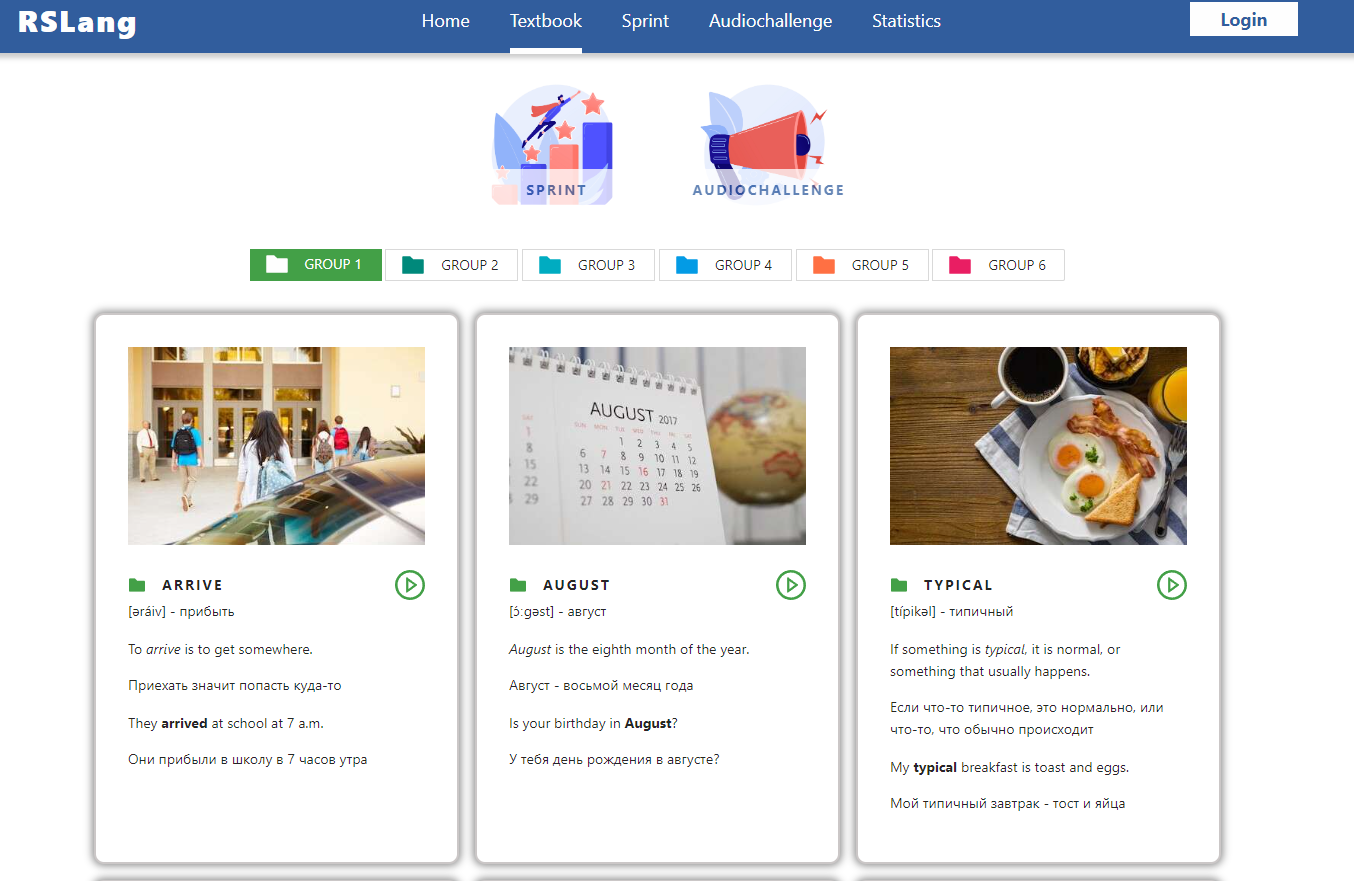 RSLang
Home Textbook Sprint Audiochallenge Statistics
Login
SPRINT
AUDIOCHALLENGE
GROUP 1 GROUP 2 GROUP 3 GROUP 4 GROUP 5 GROUP 6
AUGUST 2017
SUN MON TUE WED THU FRI SAT
1 2 3 4 5
6 7 8 9 10 11 12
13 14 15 16 17 18 19
20 21 22 23 24 25 26
27 28 29 30 31
1
8
15
22
29
ARRIVE
[əráiv] - прибыть
To arrive is to get somewhere.
Приехать значит попасть куда-то
They arrived at school at 7 a.m.
Они прибыли в школу в 7 часов утра
AUGUST
[ɔ́:gəst] - август
August is the eighth month of the year.
Август - восьмой месяц года
Is your birthday in August?
У тебя день рождения в августе?
TYPICAL
[típikəl] - типичный
If something is typical, it is normal, or
something that usually happens.
Если что-то типичное, это нормально, или
что-то, что обычно происходит
My typical breakfast is toast and eggs.
Мой типичный завтрак - тост и яйца